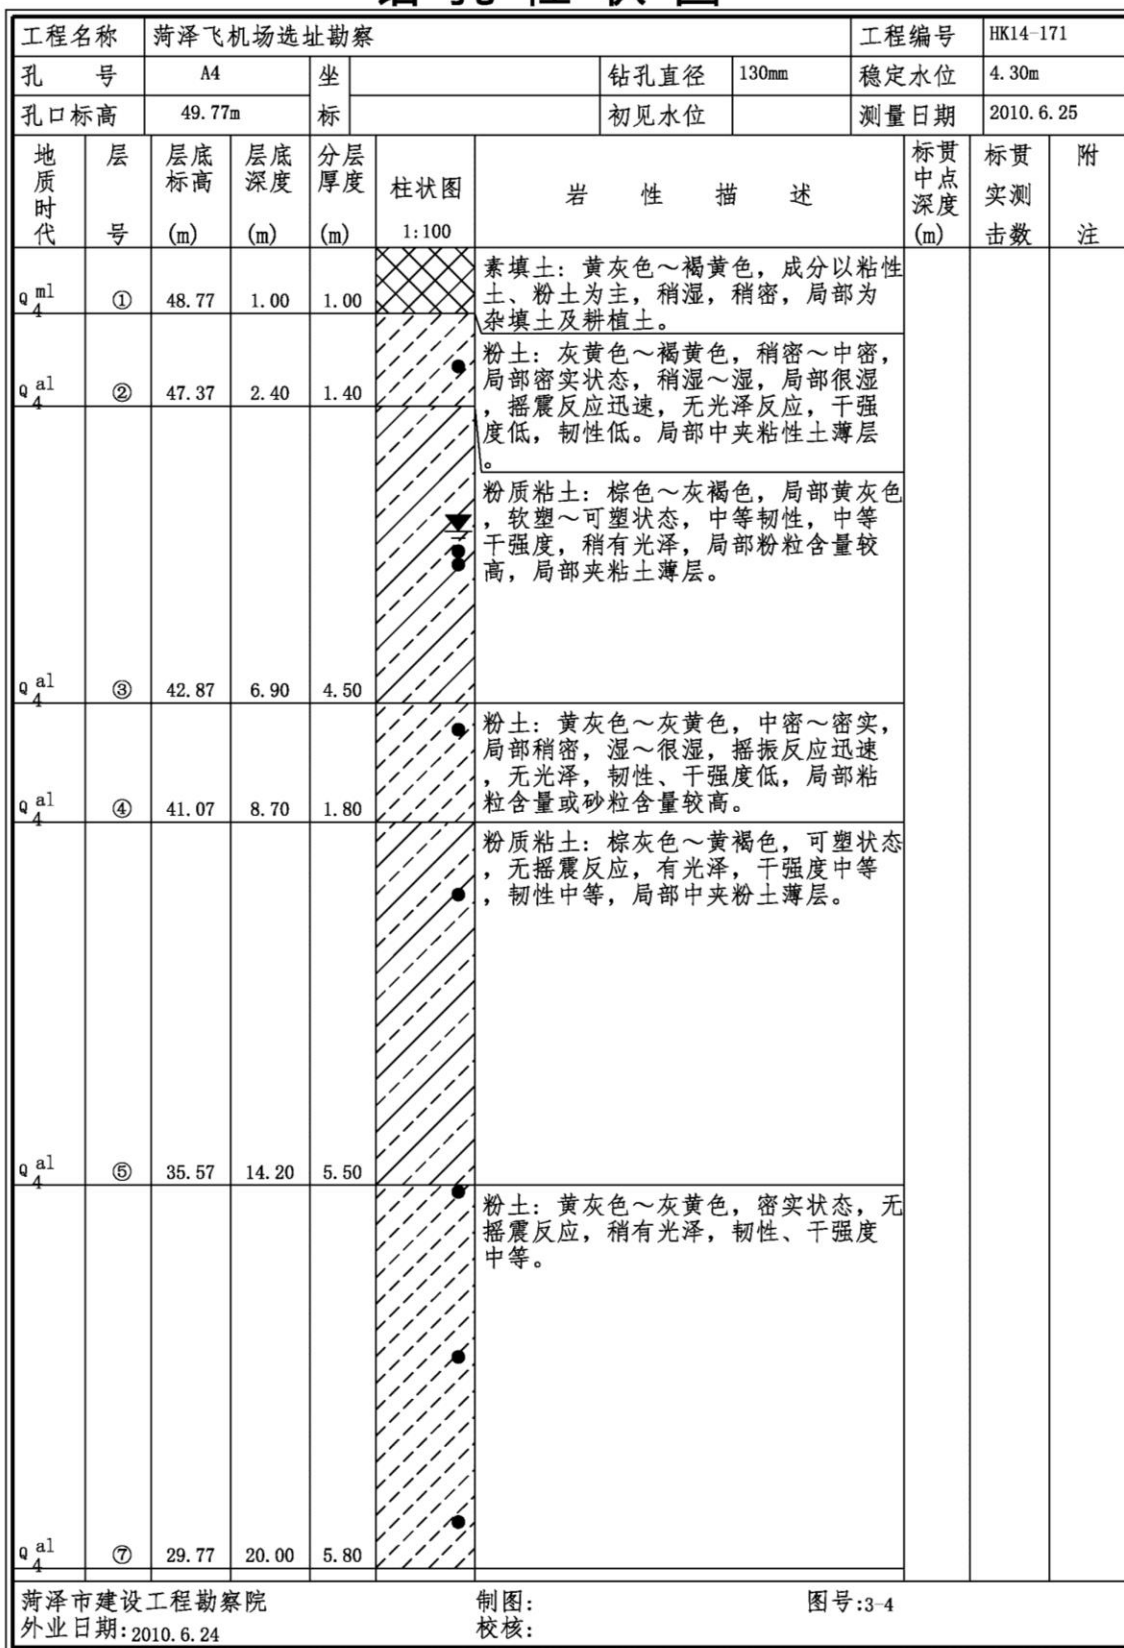 钻 孔 柱 状 图
工程名称 菏泽飞机场选址勘察 工程编号 HK14-171
孔 号 A4 坐 钻孔直径 130mm 稳定水位 4.30m
孔口标高 49.77m 标 初见水位 测量日期 2010.6.25
地质时代 层号 层底标高(m) 层底深度(m) 分层厚度(m) 柱状图 1:100 岩 性 描 述 标贯中点深度(m) 标贯实测击数 附注
素填土: 黄灰色～褐黄色, 成分以粘性
土、粉土为主, 稍湿, 稍密, 局部为
杂填土及耕植土。
Q4ml ① 48.77 1.00 1.00
粉土: 灰黄色～褐黄色, 稍密～中密,
局部密实状态, 稍湿～湿, 局部很湿
, 摇震反应迅速, 无光泽反应, 干强
度低, 韧性低。局部中夹粘性土薄层
。
Q4al ② 47.37 2.40 1.40
粉质粘土: 棕色～灰褐色, 局部黄灰色
, 软塑～可塑状态, 中等韧性, 中等
干强度, 稍有光泽, 局部粉粒含量较
高, 局部夹粘土薄层。
Q4al ③ 42.87 6.90 4.50
粉土: 黄灰色～灰黄色, 中密～密实,
局部稍密, 湿～很湿, 摇振反应迅速
, 无光泽, 韧性、干强度低, 局部粘
粒含量或砂粒含量较高。
Q4al ④ 41.07 8.70 1.80
粉质粘土: 棕灰色～黄褐色, 可塑状态
, 无摇震反应, 有光泽, 干强度中等
, 韧性中等, 局部中夹粉土薄层。
Q4al ⑤ 35.57 14.20 5.50
粉土: 黄灰色～灰黄色, 密实状态, 无
摇震反应, 稍有光泽, 韧性、干强度
中等。
Q4al ⑦ 29.77 20.00 5.80
菏泽市建设工程勘察院 制图: 图号:3-4
外业日期:2010.6.24 校核: